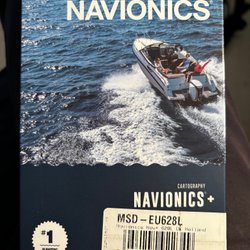 NAVIONICS
CARTOGRAPHY
NAVIONICS+
#1
MSD-EU628L